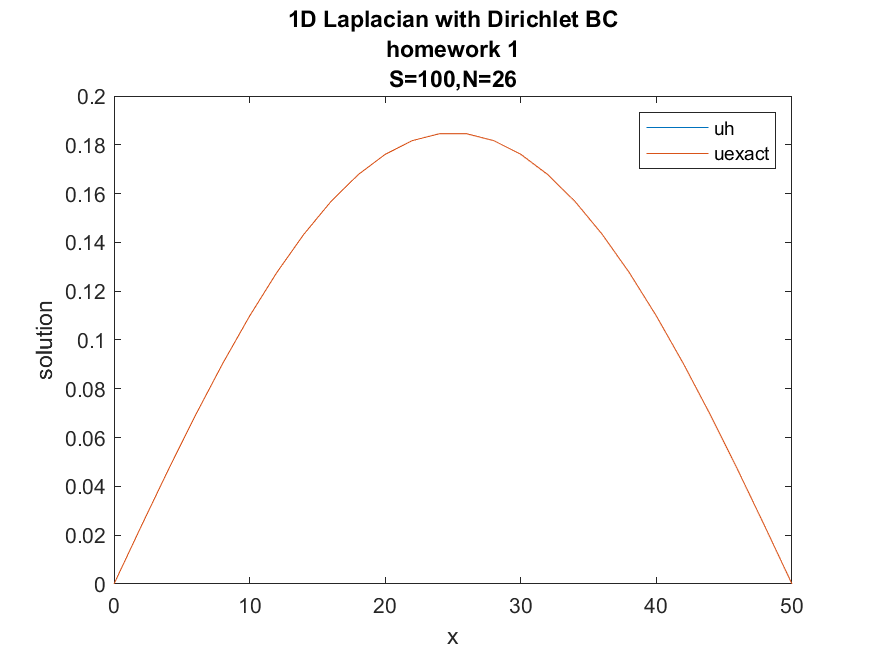 1D Laplacian with Dirichlet BC
homework 1
S=100,N=26
0.2
0.18
0.16
0.14
0.12
0.1
0.08
0.06
0.04
0.02
0
solution
uh
uexact
0 10 20 30 40 50
x